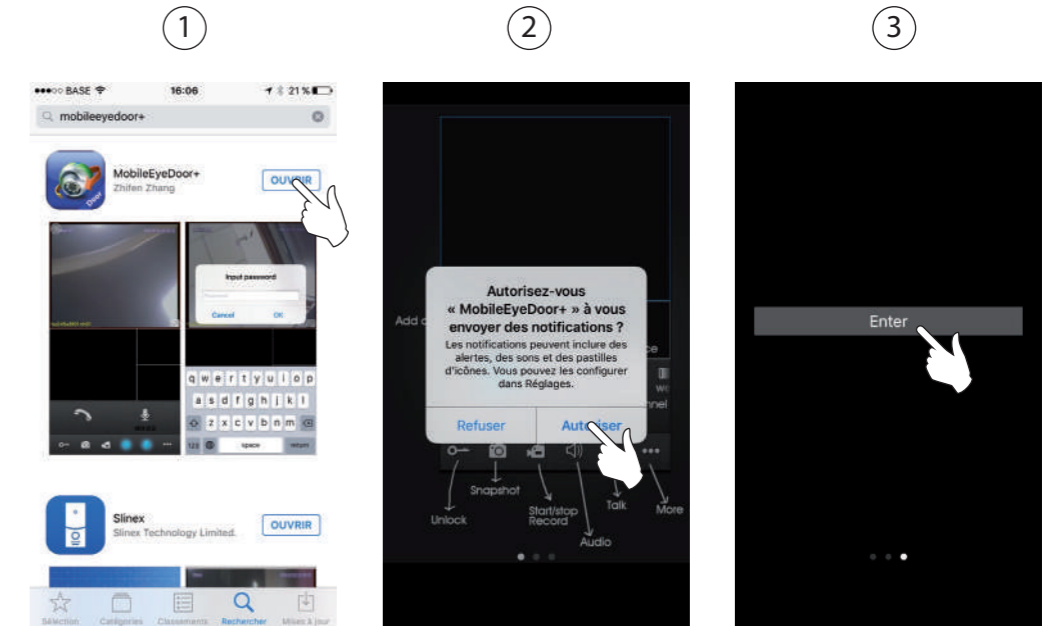 1
2
3
●●●○○ BASE 16:06 21 %
mobileeyedoor+
MobileEyeDoor+
Zhifen Zhang
OUVRIR
Door
Input password
Password
Cancel OK
q w e r t y u i o p
a s d f g h j k l
z x c v b n m
123 space return
Slinex
Slinex Technology Limited.
OUVRIR
Sélection Catégories Classements Rechercher Mises à jour
Add
Autorisez-vous
« MobileEyeDoor+ » à vous
envoyer des notifications ?
Les notifications peuvent inclure des
alertes, des sons et des pastilles
d'icônes. Vous pouvez les configurer
dans Réglages.
Refuser Autoriser
Snapshot
Unlock
Start/stop
Record
Audio
Talk
More
Enter